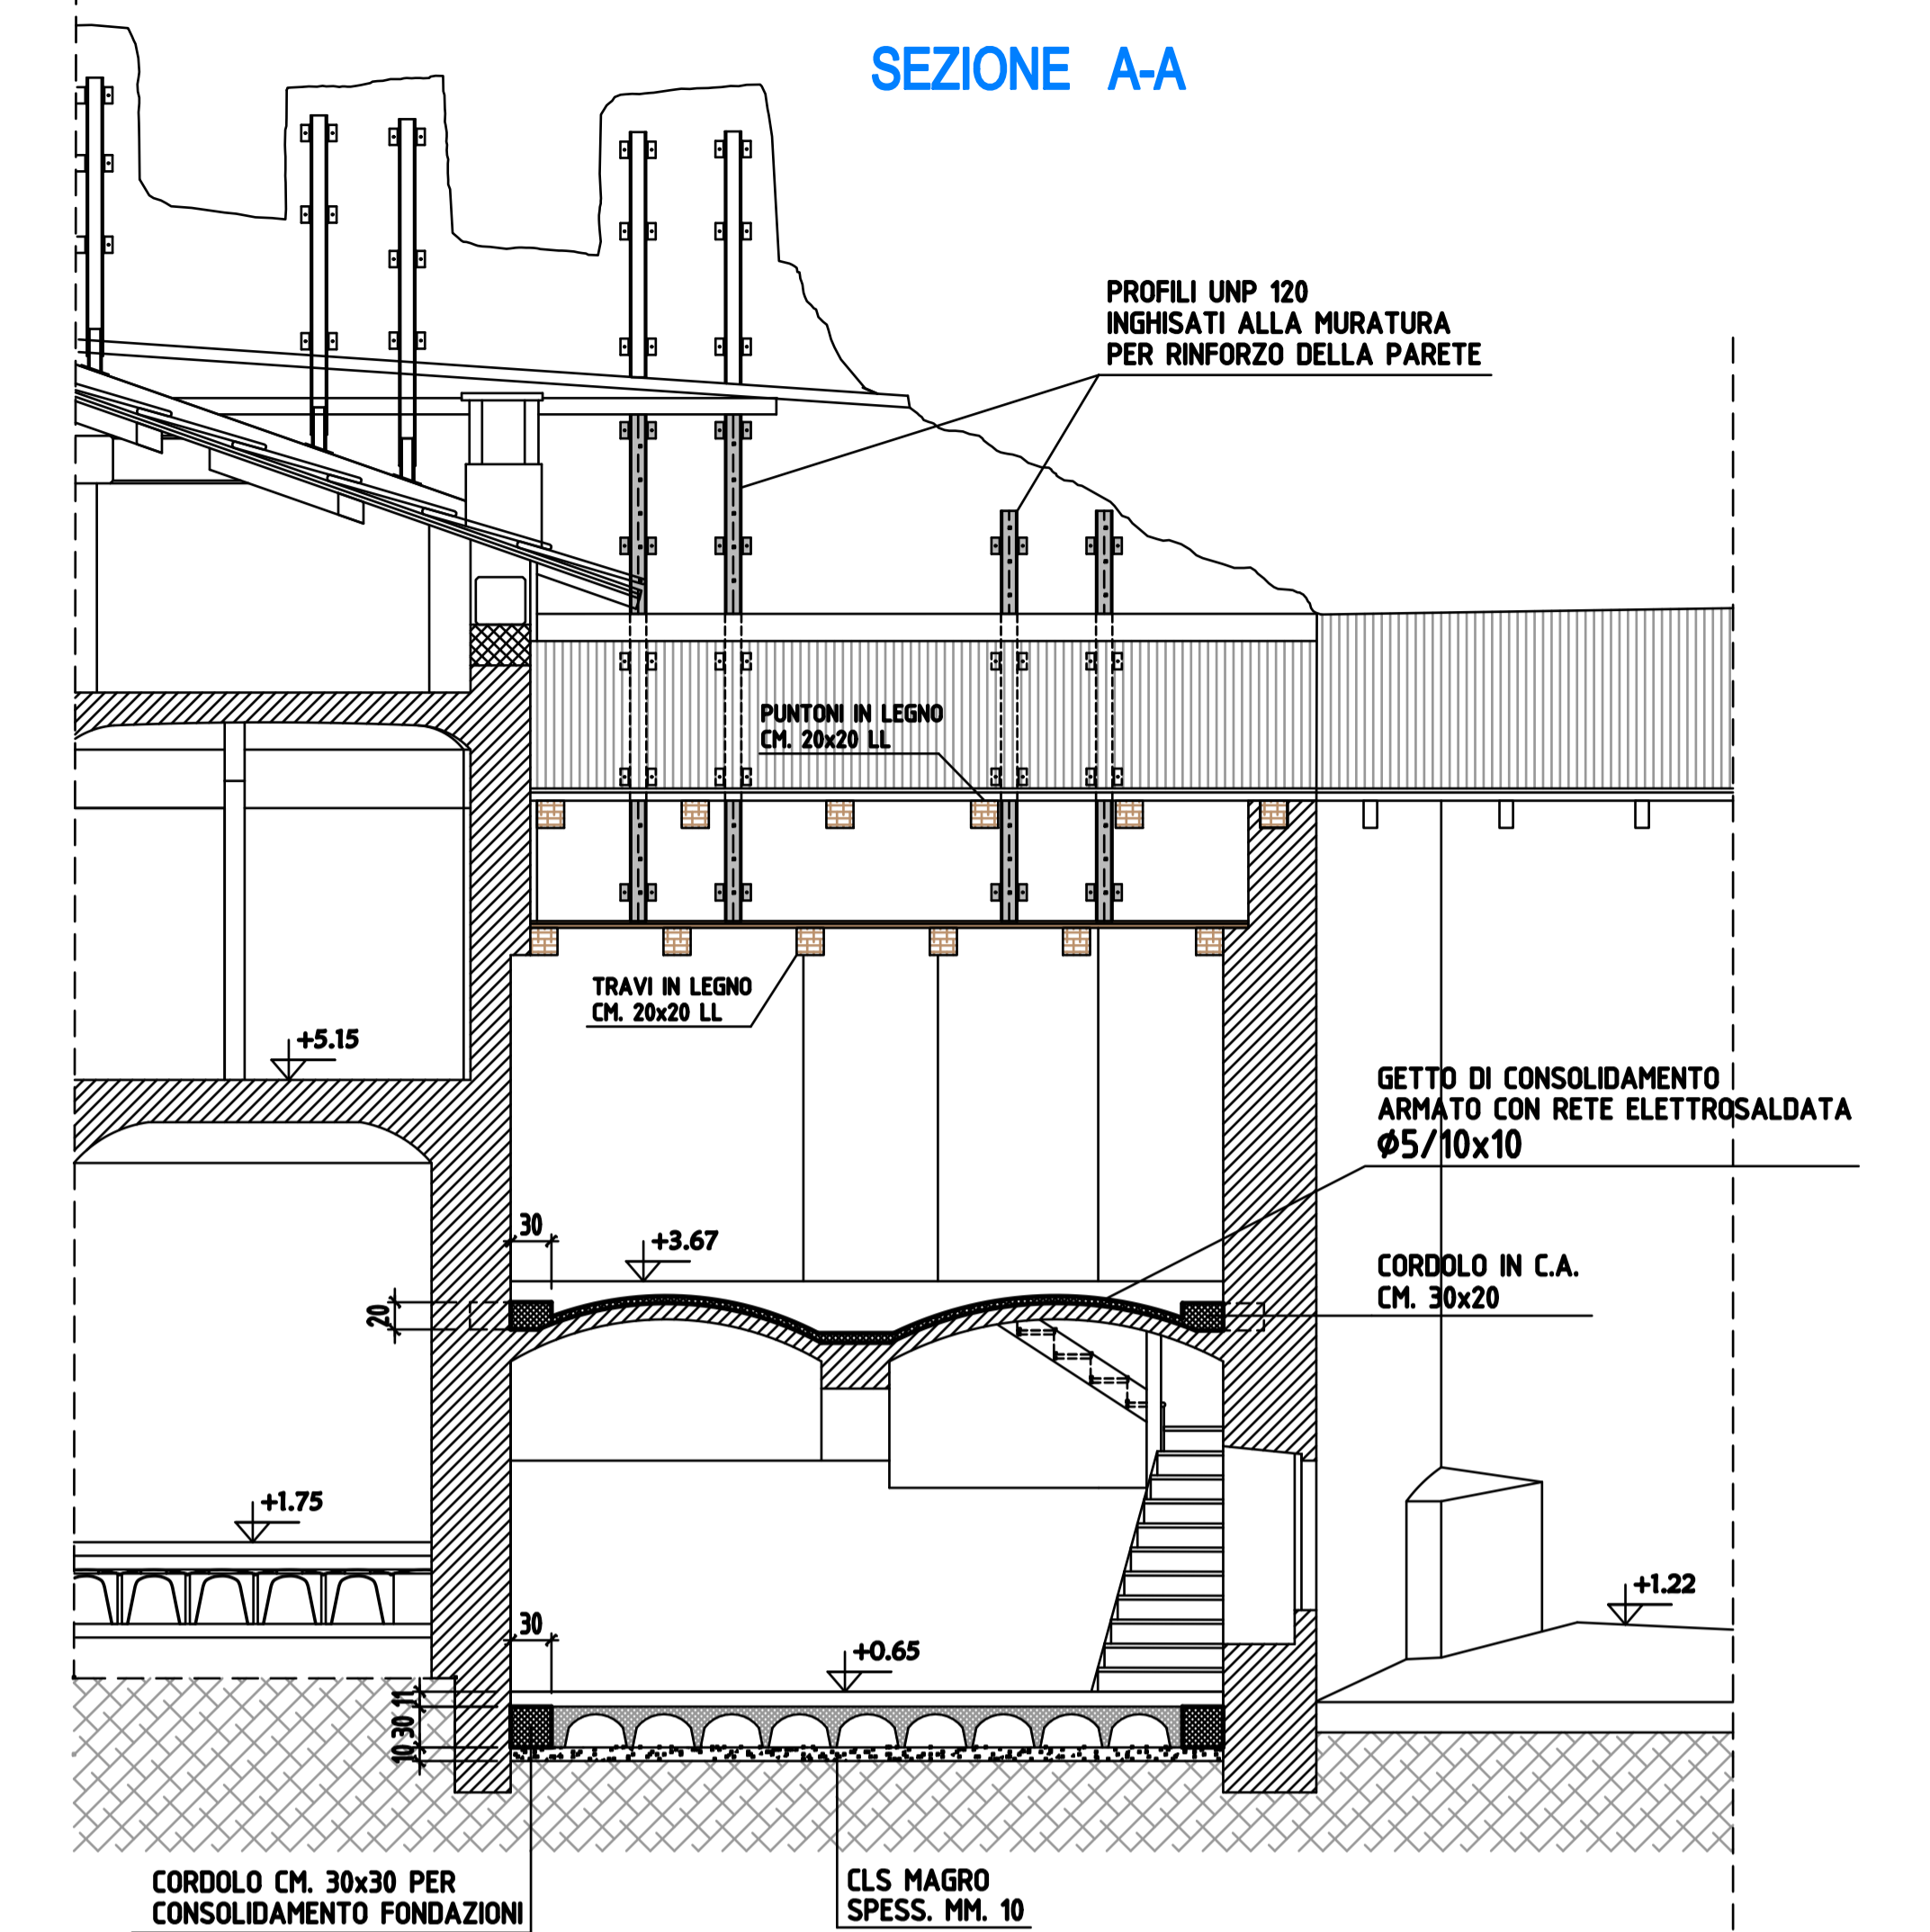 SEZIONE A-A
PROFILI UNP 120
INGHISATI ALLA MURATURA
PER RINFORZO DELLA PARETE
PUNTONI IN LEGNO
CM. 20x20 LL
TRAVI IN LEGNO
CM. 20x20 LL
+5.15
GETTO DI CONSOLIDAMENTO
ARMATO CON RETE ELETTROSALDATA
ø5/10x10
30
+3.67
CORDOLO IN C.A.
CM. 30x20
20
+1.75
+1.22
30
+0.65
11
30
10
CORDOLO CM. 30x30 PER
CONSOLIDAMENTO FONDAZIONI
CLS MAGRO
SPESS. MM. 10